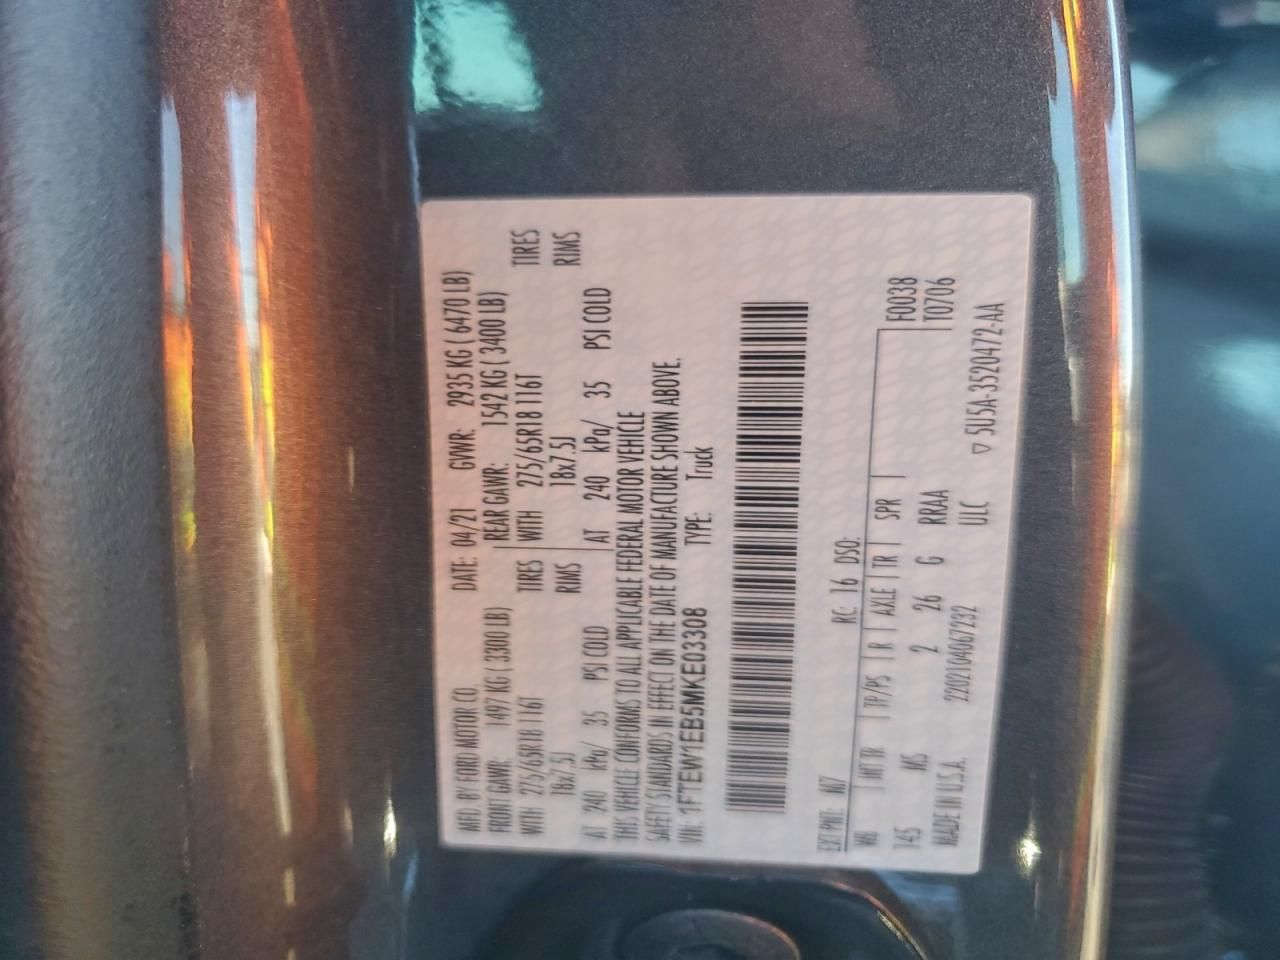 MFD. BY FORD MOTOR CO. DATE: 04/21 GVWR: 2935 KG ( 6470 LB)
FRONT GAWR: 1497 KG ( 3300 LB) REAR GAWR: 1542 KG ( 3400 LB)
WITH 275/65R18 116T TIRES WITH 275/65R18 116T TIRES
18x7.5J RIMS 18x7.5J RIMS
AT 240 kPa/ 35 PSI COLD AT 240 kPa/ 35 PSI COLD
THIS VEHICLE CONFORMS TO ALL APPLICABLE FEDERAL MOTOR VEHICLE
SAFETY STANDARDS IN EFFECT ON THE DATE OF MANUFACTURE SHOWN ABOVE.
VIN: 1FTEW1EB5MKE03308 TYPE: Truck
EXT PNT: M7 RC: 16 DSO: F0038
WB | INT TR | TP/PS | R | AXLE | TR | SPR | T0706
145 MS 2 26 G RRAA
MADE IN U.S.A. 2202104067232 ULC ▽ 5U5A-3520472-AA